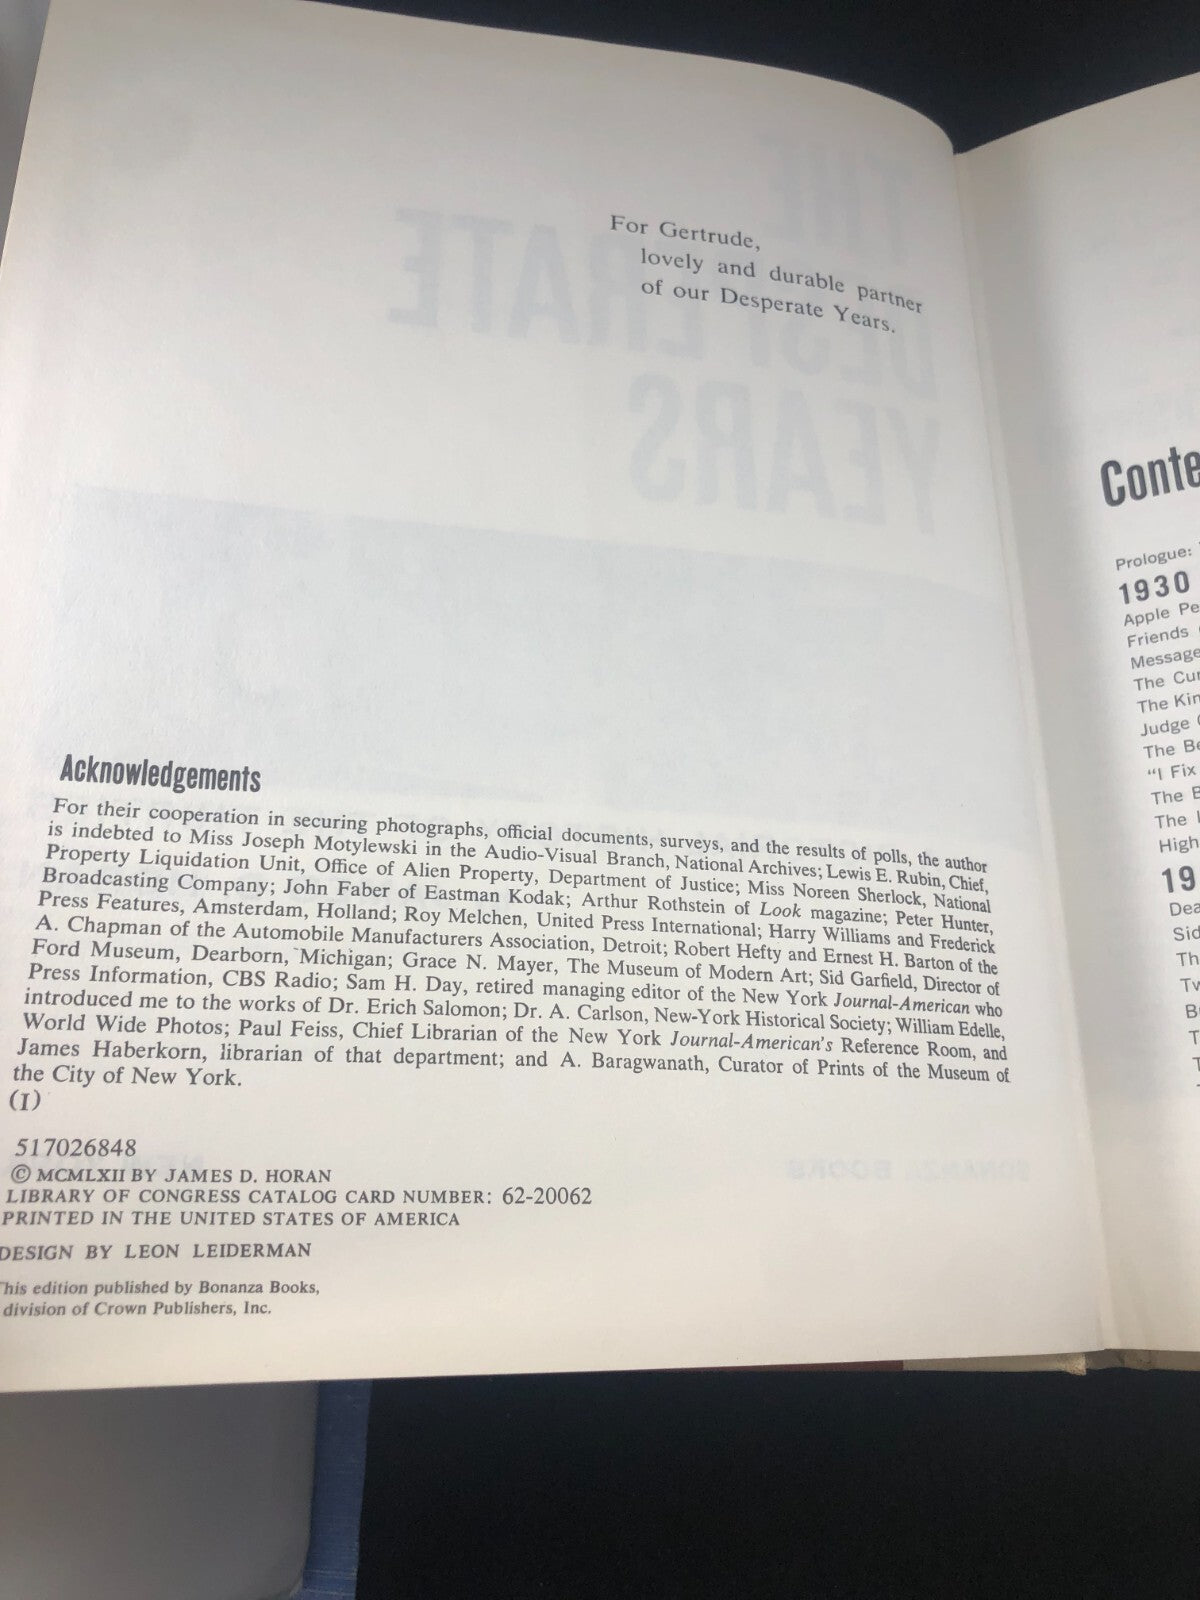 For Gertrude,
lovely and durable partner
of our Desperate Years.
Acknowledgements
For their cooperation in securing photographs, official documents, surveys, and the results of polls, the author
is indebted to Miss Joseph Motylewski in the Audio-Visual Branch, National Archives; Lewis E. Rubin, Chief,
Property Liquidation Unit, Office of Alien Property, Department of Justice; Miss Noreen Sherlock, National
Broadcasting Company; John Faber of Eastman Kodak; Arthur Rothstein of Look magazine; Peter Hunter,
Press Features, Amsterdam, Holland; Roy Melchen, United Press International; Harry Williams and Frederick
A. Chapman of the Automobile Manufacturers Association, Detroit; Robert Hefty and Ernest H. Barton of the
Ford Museum, Dearborn, Michigan; Grace N. Mayer, The Museum of Modern Art; Sid Garfield, Director of
Press Information, CBS Radio; Sam H. Day, retired managing editor of the New York Journal-American who
introduced me to the works of Dr. Erich Salomon; Dr. A. Carlson, New-York Historical Society; William Edelle,
World Wide Photos; Paul Feiss, Chief Librarian of the New York Journal-American's Reference Room, and
James Haberkorn, librarian of that department; and A. Baragwanath, Curator of Prints of the Museum of
the City of New York.
(I)
517026848
© MCMLXII BY JAMES D. HORAN
LIBRARY OF CONGRESS CATALOG CARD NUMBER: 62-20062
PRINTED IN THE UNITED STATES OF AMERICA
DESIGN BY LEON LEIDERMAN
his edition published by Bonanza Books,
division of Crown Publishers, Inc.
Conte
Prologue:
1930
Apple Pe
Friends
Message
The Cur
The Kin
Judge
The Be
"I Fix
The
The
High
19
Dea
Sid
Th
Tw